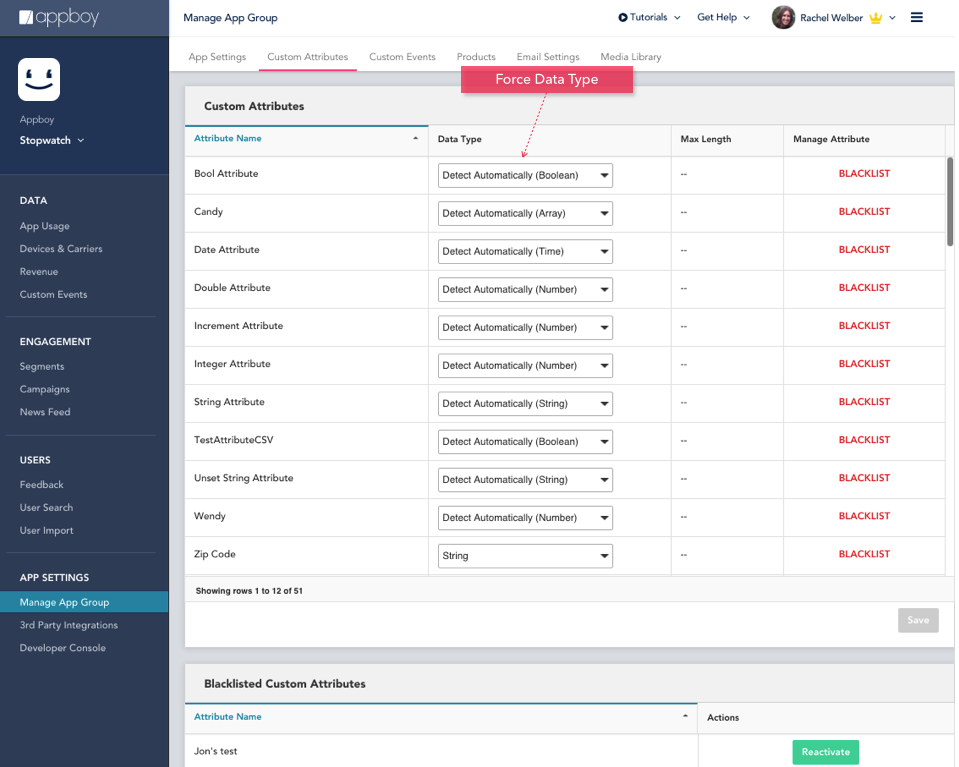 appboy
Manage App Group
Tutorials
Get Help
Rachel Welber
App Settings
Custom Attributes
Custom Events
Products
Email Settings
Media Library
Force Data Type
Appboy
Stopwatch
DATA
App Usage
Devices & Carriers
Revenue
Custom Events
ENGAGEMENT
Segments
Campaigns
News Feed
USERS
Feedback
User Search
User Import
APP SETTINGS
Manage App Group
3rd Party Integrations
Developer Console
Custom Attributes
Attribute Name Data Type Max Length Manage Attribute
Bool Attribute Detect Automatically (Boolean) -- BLACKLIST
Candy Detect Automatically (Array) -- BLACKLIST
Date Attribute Detect Automatically (Time) -- BLACKLIST
Double Attribute Detect Automatically (Number) -- BLACKLIST
Increment Attribute Detect Automatically (Number) -- BLACKLIST
Integer Attribute Detect Automatically (Number) -- BLACKLIST
String Attribute Detect Automatically (String) -- BLACKLIST
TestAttributeCSV Detect Automatically (Boolean) -- BLACKLIST
Unset String Attribute Detect Automatically (String) -- BLACKLIST
Wendy Detect Automatically (Number) -- BLACKLIST
Zip Code String -- BLACKLIST
Showing rows 1 to 12 of 51
Save
Blacklisted Custom Attributes
Attribute Name Actions
Jon's test Reactivate